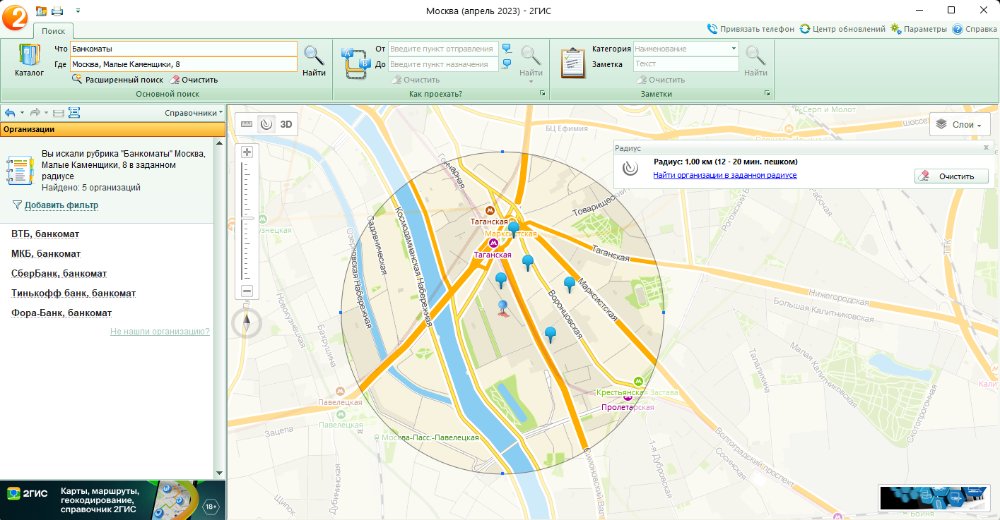 Москва (апрель 2023) - 2ГИС
Поиск
Привязать телефон
Центр обновлений
Параметры
Справка
Каталог
Что
Банкоматы
Где
Москва, Малые Каменщики, 8
Найти
Расширенный поиск
Очистить
Основной поиск
От
Введите пункт отправления
До
Введите пункт назначения
Найти
Очистить
Как проехать?
Категория
Наименование
Заметка
Текст
Найти
Очистить
Заметки
Справочники
Организации
Вы искали рубрика "Банкоматы" Москва,
Малые Каменщики, 8 в заданном
радиусе
Найдено: 5 организаций
Добавить фильтр
ВТБ, банкомат
МКБ, банкомат
СберБанк, банкомат
Тинькофф банк, банкомат
Фора-Банк, банкомат
Не нашли организацию?
2ГИС
Карты, маршруты,
геокодирование,
справочник 2ГИС
18+
3D
Слои
Радиус
x
Радиус: 1,00 км (12 - 20 мин. пешком)
Найти организации в заданном радиусе
Очистить
Серп и Молот
БЦ Ефимия
шоссе
Гончарная
Товарищеский
Рабочая
Рогожский
ТТК
Таганская
Марксистская
Таганская
Таганская
Садовническая
Озерковская Набережная
Космодамианская Набережная
Марксистская
Воронцовская
Нижегородская
Большая Калитниковская
Малая Калитниковская
Талалихина
Скотопрогонная
Новокузнецкая
Бахрушина
Павелецкая
Павелецкая
Зацепа
Москва-Пасс.-Павелецкая
Крестьянская Застава
Пролетарская
1-я Дубровская
Сосинская
Волгоградский проспект
Симоновский Вал
Дубининская
Щипок
Бойня